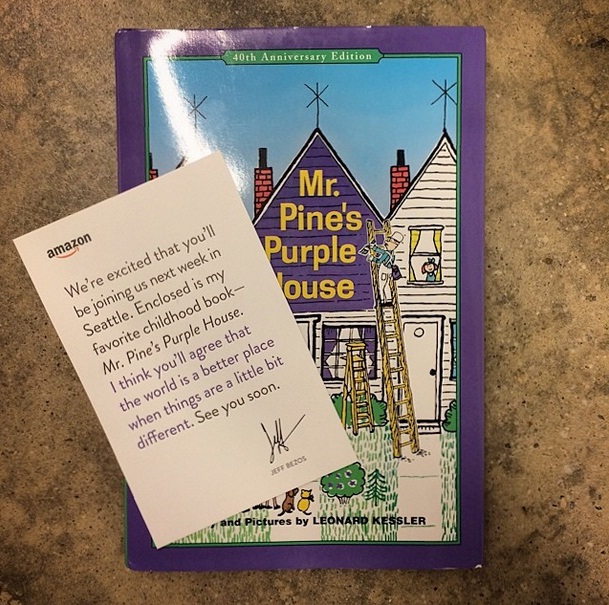 40th Anniversary Edition
Mr.
Pine's
Purple
ouse
and Pictures by LEONARD KESSLER
amazon
We're excited that you'll
be joining us next week in
Seattle. Enclosed is my
favorite childhood book—
Mr. Pine's Purple House.
I think you'll agree that
the world is a better place
when things are a little bit
different. See you soon.
Jeff
JEFF BEZOS